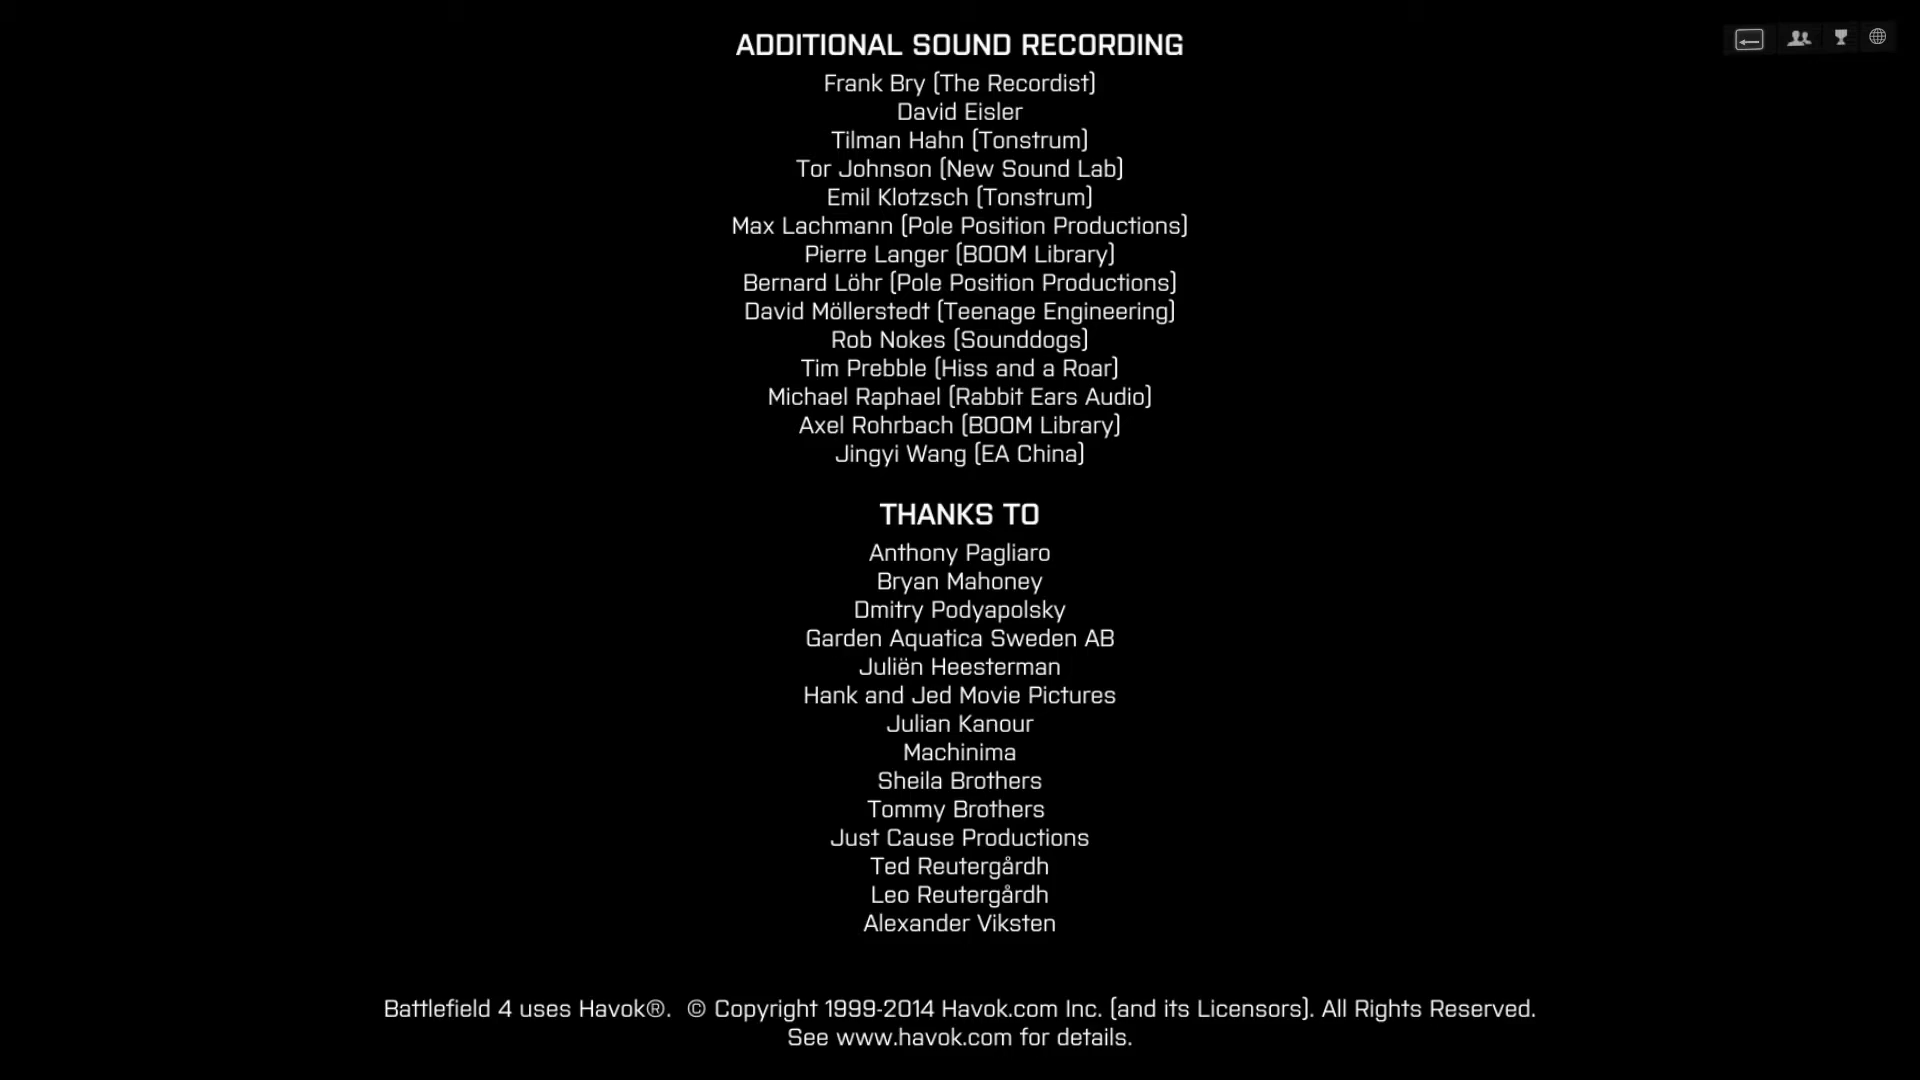 ADDITIONAL SOUND RECORDING
Frank Bry (The Recordist)
David Eisler
Tilman Hahn (Tonstrum)
Tor Johnson (New Sound Lab)
Emil Klotzsch (Tonstrum)
Max Lachmann (Pole Position Productions)
Pierre Langer (BOOM Library)
Bernard Löhr (Pole Position Productions)
David Möllerstedt (Teenage Engineering)
Rob Nokes (Sounddogs)
Tim Prebble (Hiss and a Roar)
Michael Raphael (Rabbit Ears Audio)
Axel Rohrbach (BOOM Library)
Jingyi Wang (EA China)
THANKS TO
Anthony Pagliaro
Bryan Mahoney
Dmitry Podyapolsky
Garden Aquatica Sweden AB
Juliën Heesterman
Hank and Jed Movie Pictures
Julian Kanour
Machinima
Sheila Brothers
Tommy Brothers
Just Cause Productions
Ted Reutergårdh
Leo Reutergårdh
Alexander Viksten
Battlefield 4 uses Havok®.  © Copyright 1999-2014 Havok.com Inc. (and its Licensors). All Rights Reserved.
See www.havok.com for details.